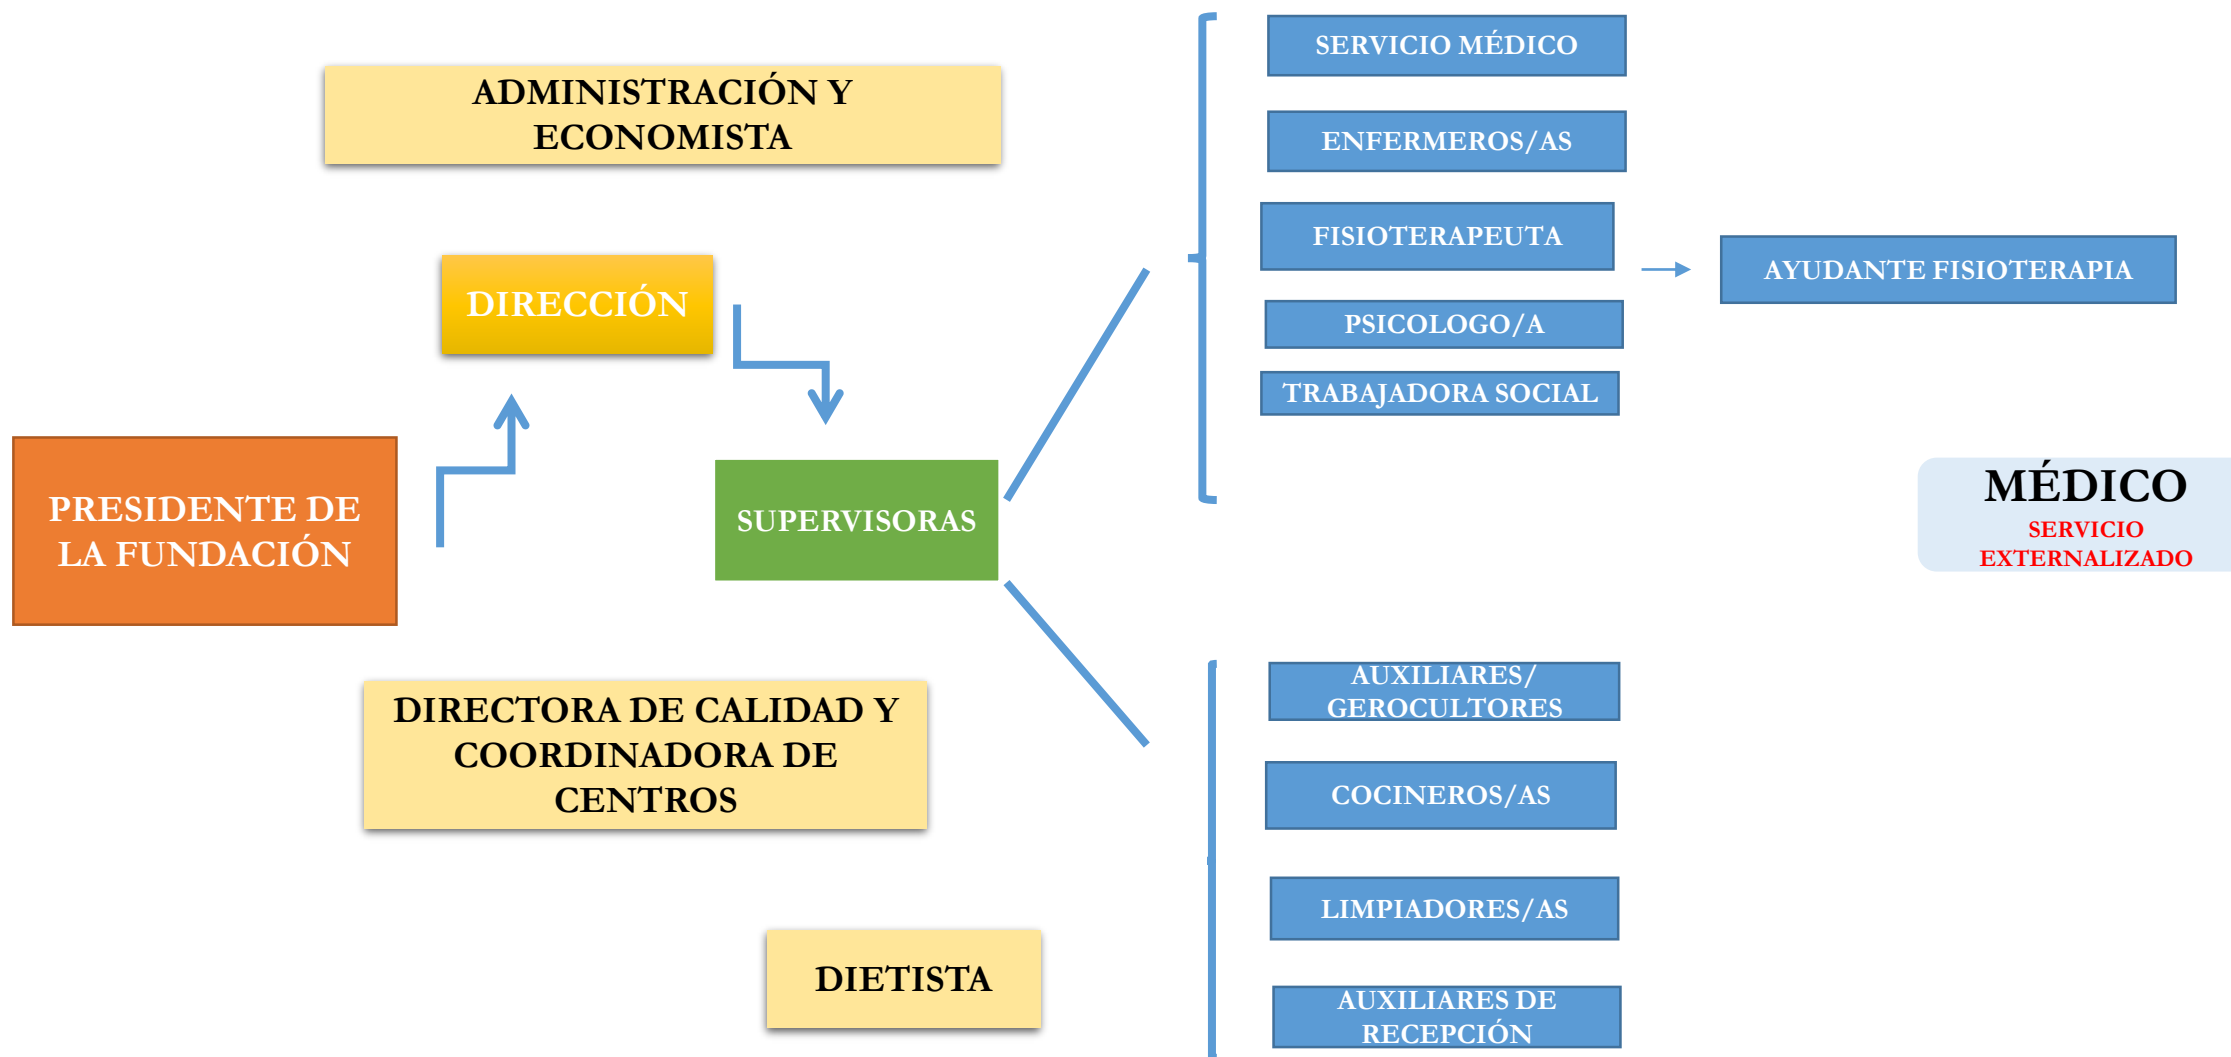 ADMINISTRACIÓN Y
ECONOMISTA
DIRECCIÓN
PRESIDENTE DE
LA FUNDACIÓN
SUPERVISORAS
DIRECTORA DE CALIDAD Y
COORDINADORA DE
CENTROS
DIETISTA
SERVICIO MÉDICO
ENFERMEROS/AS
FISIOTERAPEUTA
AYUDANTE FISIOTERAPIA
PSICOLOGO/A
TRABAJADORA SOCIAL
MÉDICO
SERVICIO
EXTERNALIZADO
AUXILIARES/
GEROCULTORES
COCINEROS/AS
LIMPIADORES/AS
AUXILIARES DE
RECEPCIÓN